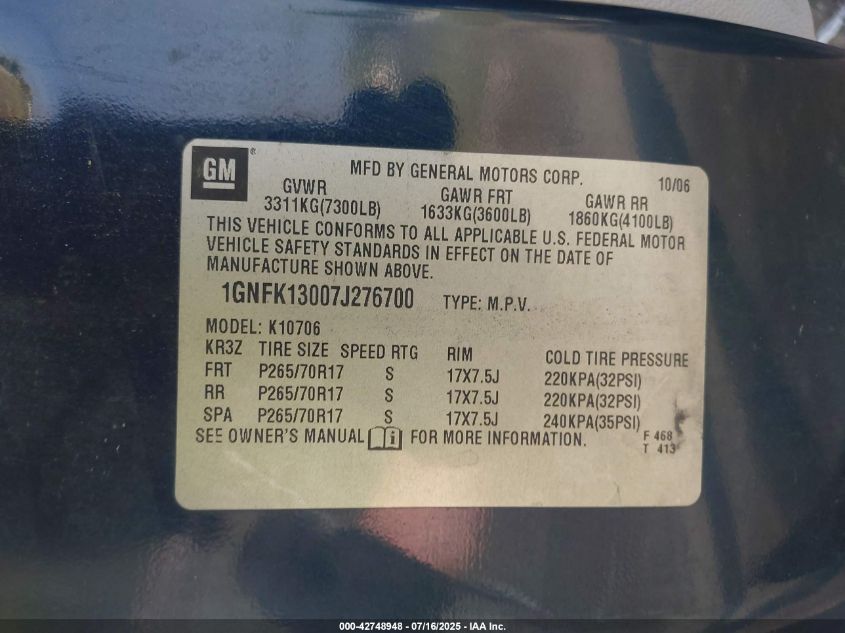 GM® MFD BY GENERAL MOTORS CORP. 10/06
GVWR GAWR FRT GAWR RR
3311KG(7300LB) 1633KG(3600LB) 1860KG(4100LB)
THIS VEHICLE CONFORMS TO ALL APPLICABLE U.S. FEDERAL MOTOR
VEHICLE SAFETY STANDARDS IN EFFECT ON THE DATE OF
MANUFACTURE SHOWN ABOVE.
1GNFK13007J276700 TYPE: M.P.V.
MODEL: K10706
KR3Z TIRE SIZE SPEED RTG RIM COLD TIRE PRESSURE
FRT P265/70R17 S 17X7.5J 220KPA(32PSI)
RR P265/70R17 S 17X7.5J 220KPA(32PSI)
SPA P265/70R17 S 17X7.5J 240KPA(35PSI)
SEE OWNER'S MANUAL i FOR MORE INFORMATION. F 468
T 413
000-42748948 - 07/16/2025 - IAA Inc.